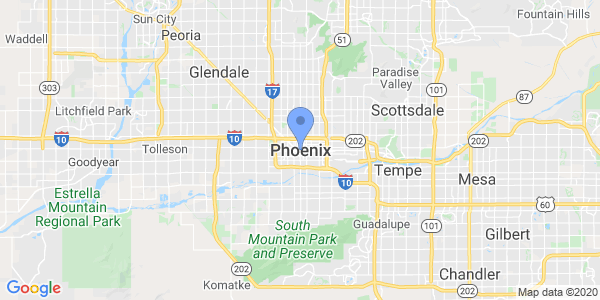 Sun City
Peoria
Fountain Hills
Waddell
51
Glendale
17
Paradise
Valley
303
101
87
Litchfield Park
Scottsdale
10
10
202
Tolleson
Phoenix
Goodyear
Tempe
10
Mesa
Estrella
Mountain
Regional Park
60
South
Mountain Park
and Preserve
Guadalupe
101
Gilbert
202
Komatke
202
Chandler
202
Google
Map data ©2020